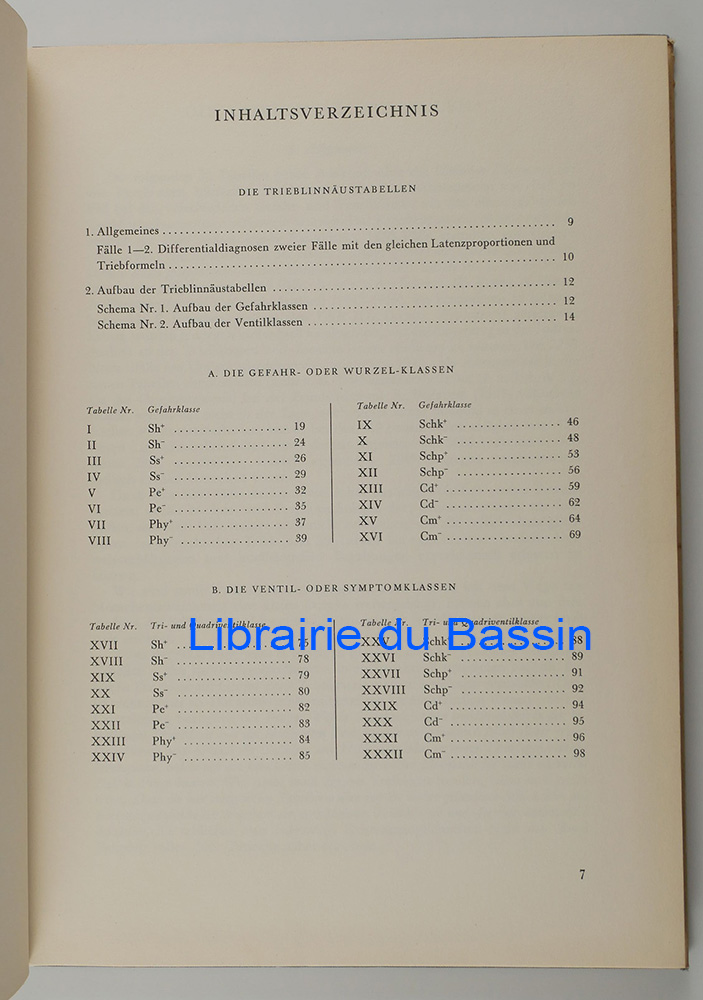 INHALTSVERZEICHNIS
DIE TRIEBLINNÄUSTABELLEN
1. Allgemeines ........ 9
Fälle 1—2. Differentialdiagnosen zweier Fälle mit den gleichen Latenzproportionen und
Triebformeln ........ 10
2. Aufbau der Trieblinnäustabellen ........ 12
Schema Nr. 1. Aufbau der Gefahrklassen ........ 12
Schema Nr. 2. Aufbau der Ventilklassen ........ 14
A. DIE GEFAHR- ODER WURZEL-KLASSEN
Tabelle Nr. Gefahrklasse
I Sh+ ........ 19
II Sh− ........ 24
III Ss+ ........ 26
IV Ss− ........ 29
V Pe+ ........ 32
VI Pe− ........ 35
VII Phy+ ........ 37
VIII Phy− ........ 39
Tabelle Nr. Gefahrklasse
IX Schk+ ........ 46
X Schk− ........ 48
XI Schp+ ........ 53
XII Schp− ........ 56
XIII Cd+ ........ 59
XIV Cd− ........ 62
XV Cm+ ........ 64
XVI Cm− ........ 69
B. DIE VENTIL- ODER SYMPTOMKLASSEN
Tabelle Nr. Tri- und Quadriventilklasse
XVII Sh+ ........ 75
XVIII Sh− ........ 78
XIX Ss+ ........ 79
XX Ss− ........ 80
XXI Pe+ ........ 82
XXII Pe− ........ 83
XXIII Phy+ ........ 84
XXIV Phy− ........ 85
Tabelle Nr. Tri- und Quadriventilklasse
XXV Schk ........ 88
XXVI Schk− ........ 89
XXVII Schp+ ........ 91
XXVIII Schp− ........ 92
XXIX Cd+ ........ 94
XXX Cd− ........ 95
XXXI Cm+ ........ 96
XXXII Cm− ........ 98
Librairie du Bassin
7